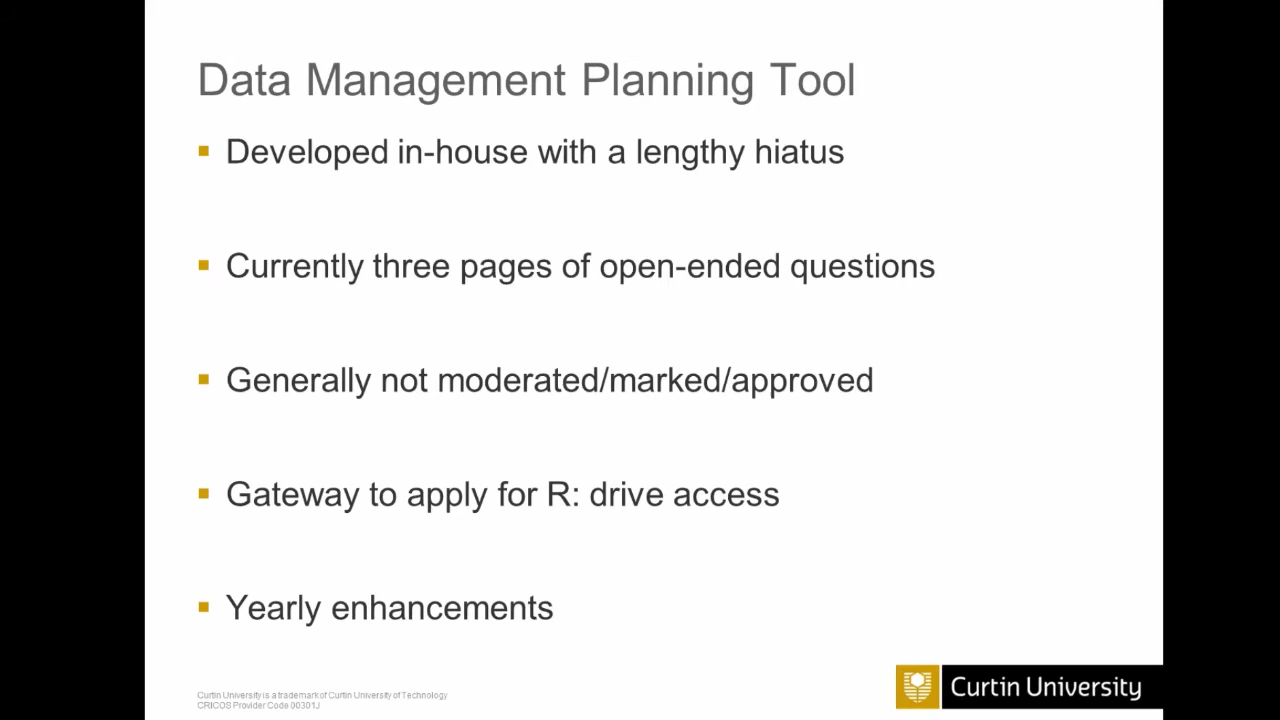 Data Management Planning Tool
Developed in-house with a lengthy hiatus
Currently three pages of open-ended questions
Generally not moderated/marked/approved
Gateway to apply for R: drive access
Yearly enhancements
Curtin University is a trademark of Curtin University of Technology
CRICOS Provider Code 00301J
Curtin University